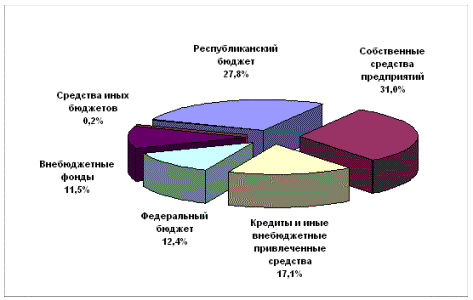 Республиканский
бюджет
27,8%
Собственные
средства
предприятий
31,0%
Средства иных
бюджетов
0,2%
Внебюджетные
фонды
11,5%
Федеральный
бюджет
12,4%
Кредиты и иные
внебюджетные
привлеченные
средства
17,1%